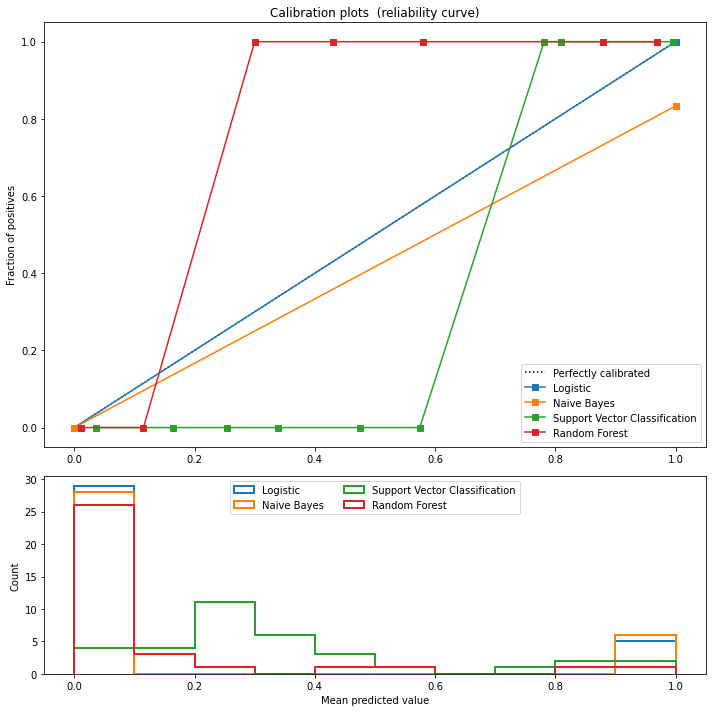 Calibration plots  (reliability curve)
1.0
0.8
0.6
0.4
0.2
0.0
Fraction of positives
Perfectly calibrated
Logistic
Naive Bayes
Support Vector Classification
Random Forest
0.0 0.2 0.4 0.6 0.8 1.0
30
25
20
15
10
5
0
Count
Logistic Support Vector Classification
Naive Bayes Random Forest
0.0 0.2 0.4 0.6 0.8 1.0
Mean predicted value